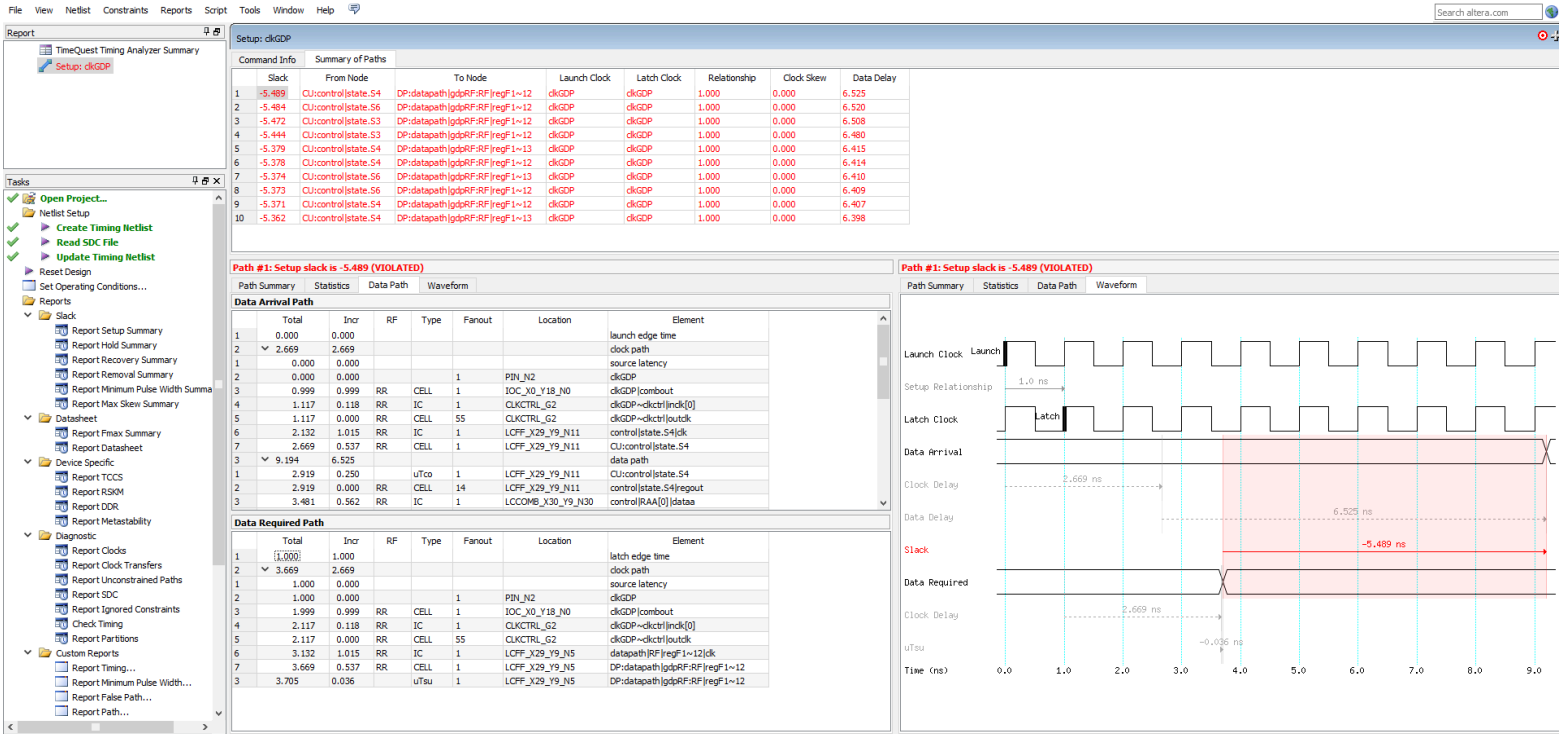 File View Netlist Constraints Reports Script Tools Window Help
Search altera.com
Report
TimeQuest Timing Analyzer Summary
Setup: clkGDP
Tasks
Open Project...
Netlist Setup
Create Timing Netlist
Read SDC File
Update Timing Netlist
Reset Design
Set Operating Conditions...
Reports
Slack
Report Setup Summary
Report Hold Summary
Report Recovery Summary
Report Removal Summary
Report Minimum Pulse Width Summa
Report Max Skew Summary
Datasheet
Report Fmax Summary
Report Datasheet
Device Specific
Report TCCS
Report RSKM
Report DDR
Report Metastability
Diagnostic
Report Clocks
Report Clock Transfers
Report Unconstrained Paths
Report SDC
Report Ignored Constraints
Check Timing
Report Partitions
Custom Reports
Report Timing...
Report Minimum Pulse Width...
Report False Path...
Report Path...
Setup: clkGDP
Command Info Summary of Paths
Slack From Node To Node Launch Clock Latch Clock Relationship Clock Skew Data Delay
1 -5.489 CU:control|state.S4 DP:datapath|gdpRF:RF|regF1~12 clkGDP clkGDP 1.000 0.000 6.525
2 -5.484 CU:control|state.S6 DP:datapath|gdpRF:RF|regF1~12 clkGDP clkGDP 1.000 0.000 6.520
3 -5.472 CU:control|state.S3 DP:datapath|gdpRF:RF|regF1~12 clkGDP clkGDP 1.000 0.000 6.508
4 -5.444 CU:control|state.S3 DP:datapath|gdpRF:RF|regF1~12 clkGDP clkGDP 1.000 0.000 6.480
5 -5.379 CU:control|state.S4 DP:datapath|gdpRF:RF|regF1~13 clkGDP clkGDP 1.000 0.000 6.415
6 -5.378 CU:control|state.S4 DP:datapath|gdpRF:RF|regF1~12 clkGDP clkGDP 1.000 0.000 6.414
7 -5.374 CU:control|state.S6 DP:datapath|gdpRF:RF|regF1~13 clkGDP clkGDP 1.000 0.000 6.410
8 -5.373 CU:control|state.S6 DP:datapath|gdpRF:RF|regF1~12 clkGDP clkGDP 1.000 0.000 6.409
9 -5.371 CU:control|state.S4 DP:datapath|gdpRF:RF|regF1~12 clkGDP clkGDP 1.000 0.000 6.407
10 -5.362 CU:control|state.S4 DP:datapath|gdpRF:RF|regF1~13 clkGDP clkGDP 1.000 0.000 6.398
Path #1: Setup slack is -5.489 (VIOLATED)
Path Summary Statistics Data Path Waveform
Data Arrival Path
Total Incr RF Type Fanout Location Element
1 0.000 0.000 launch edge time
2 2.669 2.669 clock path
1 0.000 0.000 source latency
2 0.000 0.000 1 PIN_N2 clkGDP
3 0.999 0.999 RR CELL 1 IOC_X0_Y18_N0 clkGDP|combout
4 1.117 0.118 RR IC 1 CLKCTRL_G2 clkGDP~clkctrl|inclk[0]
5 1.117 0.000 RR CELL 55 CLKCTRL_G2 clkGDP~clkctrl|outclk
6 2.132 1.015 RR IC 1 LCFF_X29_Y9_N11 control|state.S4|clk
7 2.669 0.537 RR CELL 1 LCFF_X29_Y9_N11 CU:control|state.S4
3 9.194 6.525 data path
1 2.919 0.250 uTco 1 LCFF_X29_Y9_N11 CU:control|state.S4
2 2.919 0.000 RR CELL 14 LCFF_X29_Y9_N11 control|state.S4|regout
3 3.481 0.562 RR IC 1 LCCOMB_X30_Y9_N30 control|RAA[0]|dataa
Data Required Path
Total Incr RF Type Fanout Location Element
1 1.000 1.000 latch edge time
2 3.669 2.669 clock path
1 1.000 0.000 source latency
2 1.000 0.000 1 PIN_N2 clkGDP
3 1.999 0.999 RR CELL 1 IOC_X0_Y18_N0 clkGDP|combout
4 2.117 0.118 RR IC 1 CLKCTRL_G2 clkGDP~clkctrl|inclk[0]
5 2.117 0.000 RR CELL 55 CLKCTRL_G2 clkGDP~clkctrl|outclk
6 3.132 1.015 RR IC 1 LCFF_X29_Y9_N5 datapath|RF|regF1~12|clk
7 3.669 0.537 RR CELL 1 LCFF_X29_Y9_N5 DP:datapath|gdpRF:RF|regF1~12
3 3.705 0.036 uTsu 1 LCFF_X29_Y9_N5 DP:datapath|gdpRF:RF|regF1~12
Path #1: Setup slack is -5.489 (VIOLATED)
Path Summary Statistics Data Path Waveform
Launch Clock Launch
Setup Relationship 1.0 ns
Latch Clock Latch
Data Arrival
Clock Delay 2.669 ns
Data Delay 6.525 ns
Slack -5.489 ns
Data Required
Clock Delay 2.669 ns
uTsu -0.036 ns
Time (ns) 0.0 1.0 2.0 3.0 4.0 5.0 6.0 7.0 8.0 9.0